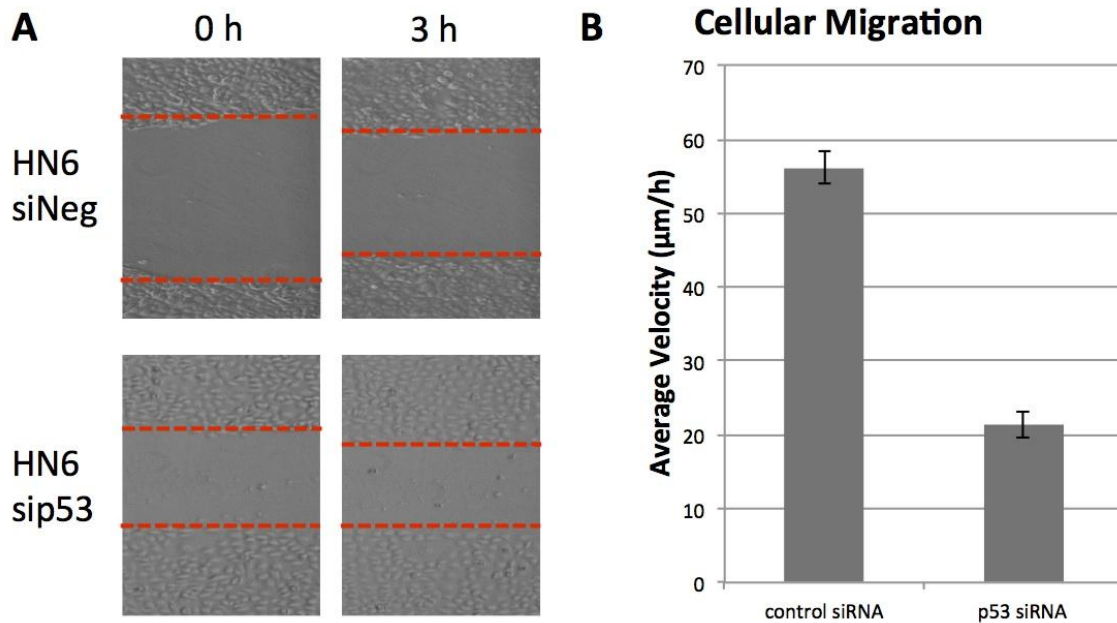 A
0 h
3 h
HN6
siNeg
HN6
sip53
B
Cellular Migration
Average Velocity (µm/h)
70
60
50
40
30
20
10
0
control siRNA
p53 siRNA